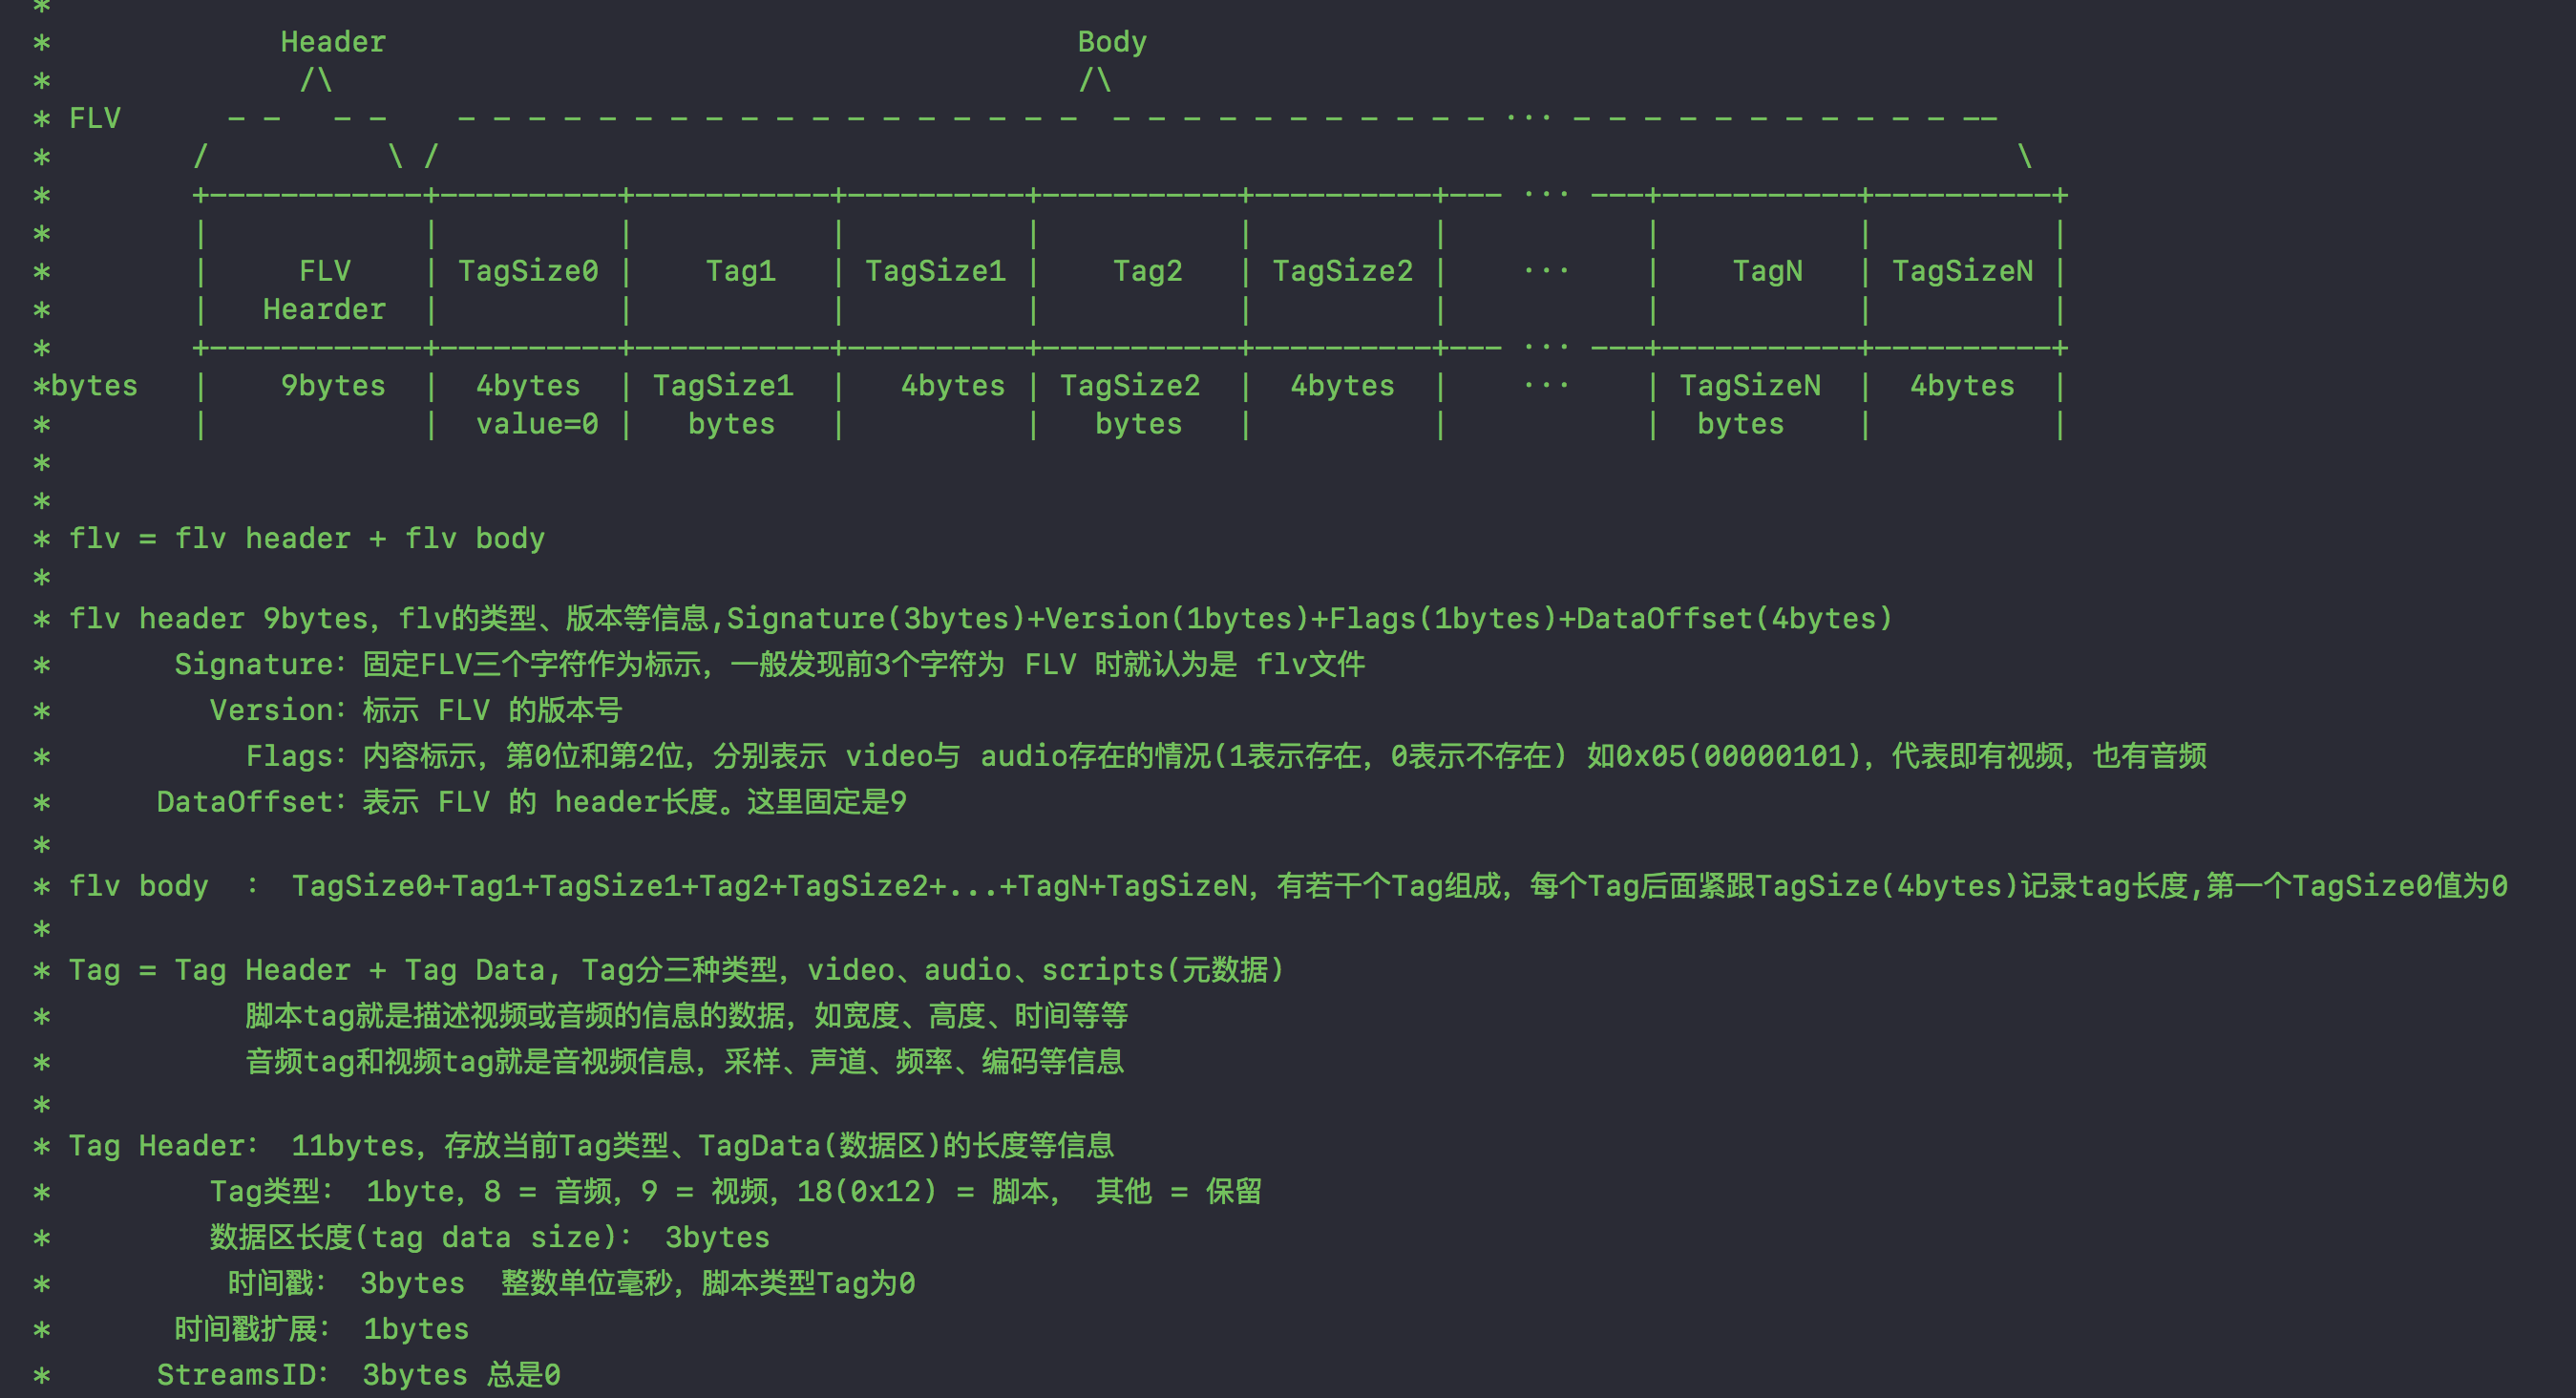 *
*             Header                                       Body
*              /\                                          /\
* FLV      – –   – –    – – – – – – – – – – – – – – – – – –  – – – – – – – – – – – ··· – – – – – – – – – – – ––
*        /          \ /                                                                                          \
*        +------------+----------+-----------+----------+-----------+----------+--- ··· ---+-----------+----------+
*        |            |          |           |          |           |          |           |           |          |
*        |     FLV    | TagSize0 |    Tag1   | TagSize1 |    Tag2   | TagSize2 |    ···    |    TagN   | TagSizeN |
*        |   Hearder  |          |           |          |           |          |           |           |          |
*        +------------+----------+-----------+----------+-----------+----------+--- ··· ---+-----------+----------+
*bytes   |    9bytes  |  4bytes  | TagSize1  |   4bytes | TagSize2  |  4bytes  |    ···    | TagSizeN  |  4bytes  |
*        |            |  value=0 |   bytes   |          |   bytes   |          |           |  bytes    |          |
*
*
* flv = flv header + flv body
*
* flv header 9bytes，flv的类型、版本等信息,Signature(3bytes)+Version(1bytes)+Flags(1bytes)+DataOffset(4bytes)
*       Signature：固定FLV三个字符作为标示，一般发现前3个字符为 FLV 时就认为是 flv文件
*         Version：标示 FLV 的版本号
*           Flags：内容标示，第0位和第2位，分别表示 video与 audio存在的情况(1表示存在，0表示不存在) 如0x05(00000101)，代表即有视频，也有音频
*      DataOffset：表示 FLV 的 header长度。这里固定是9
*
* flv body  ： TagSize0+Tag1+TagSize1+Tag2+TagSize2+...+TagN+TagSizeN，有若干个Tag组成，每个Tag后面紧跟TagSize(4bytes)记录tag长度,第一个TagSize0值为0
*
* Tag = Tag Header + Tag Data, Tag分三种类型，video、audio、scripts(元数据)
*           脚本tag就是描述视频或音频的信息的数据，如宽度、高度、时间等等
*           音频tag和视频tag就是音视频信息，采样、声道、频率、编码等信息
*
* Tag Header： 11bytes，存放当前Tag类型、TagData(数据区)的长度等信息
*         Tag类型： 1byte，8 = 音频，9 = 视频，18(0x12) = 脚本， 其他 = 保留
*         数据区长度(tag data size)： 3bytes
*          时间戳： 3bytes  整数单位毫秒，脚本类型Tag为0
*       时间戳扩展： 1bytes
*      StreamsID： 3bytes 总是0